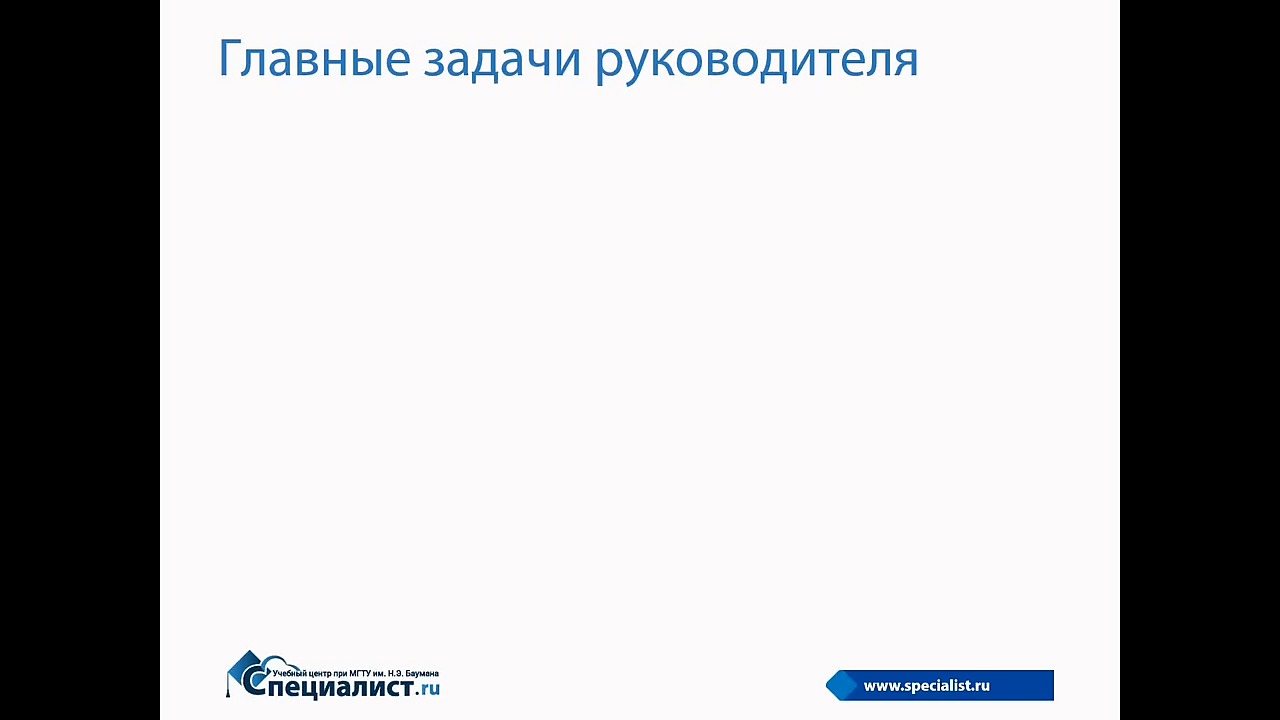 Главные задачи руководителя
Учебный центр при МГТУ им. Н.Э. Баумана
Специалист.ru
www.specialist.ru